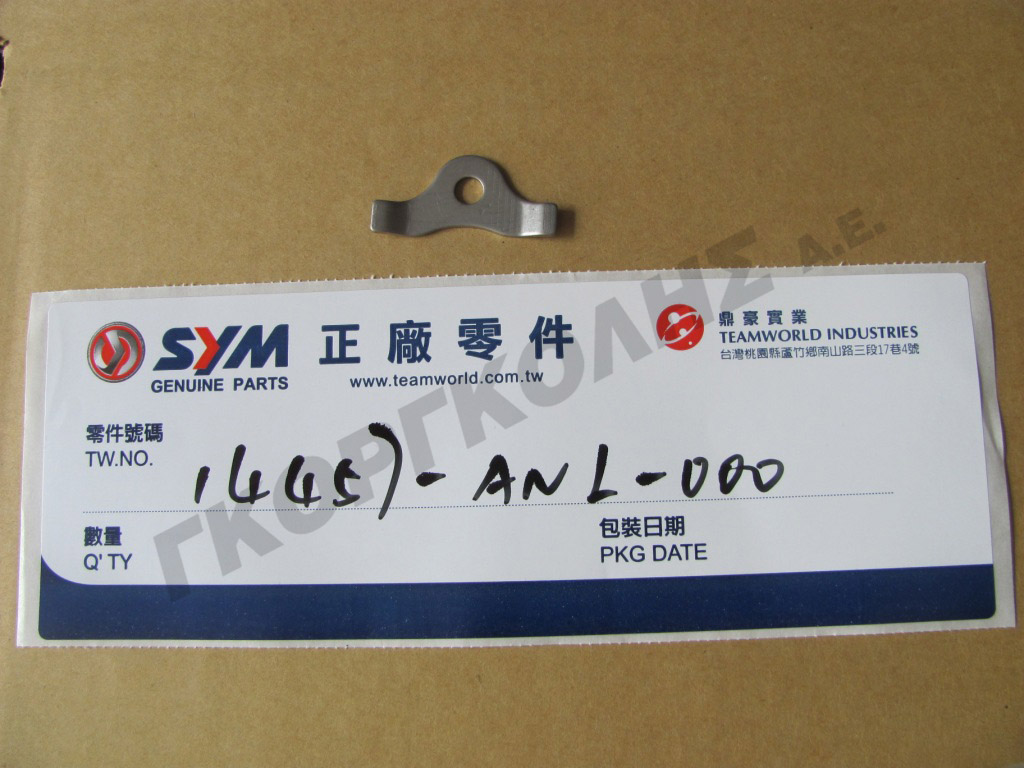 SYM 正廠零件
GENUINE PARTS
www.teamworld.com.tw
鼎豪實業
TEAMWORLD INDUSTRIES
台灣桃園縣蘆竹鄉南山路三段17巷4號
零件號碼
TW.NO.
14457-ANL-000
數量
Q'TY
包裝日期
PKG DATE
ΓΚΟΡΓΚΟΛΗΣ Α.Ε.